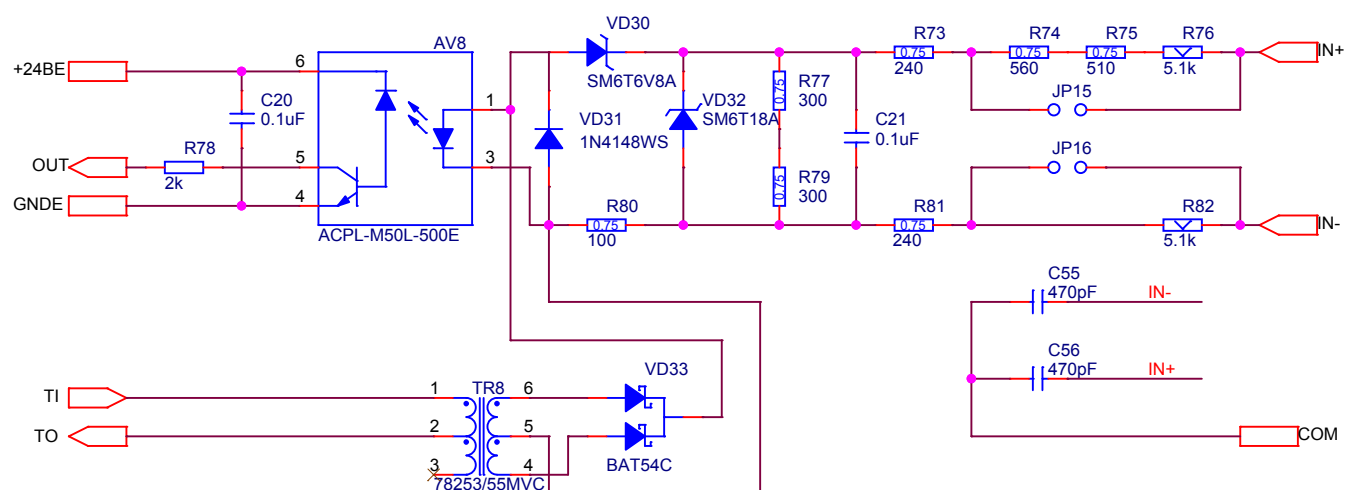 AV8
VD30
R73
R74
R75
R76
IN+
+24BE
6
240
560
510
5.1k
SM6T6V8A
C20
0.1uF
1
VD31
1N4148WS
VD32
SM6T18A
0.75
R77
300
C21
0.1uF
JP15
OUT
R78
2k
5
3
JP16
GNDE
4
R80
0.75
100
0.75
R79
300
R81
0.75
240
R82
5.1k
IN-
ACPL-M50L-500E
0.75
0.75
0.75
C55
470pF
IN-
C56
470pF
IN+
VD33
TI
1
TR8
6
TO
2
5
COM
3
4
78253/55MVC
BAT54C